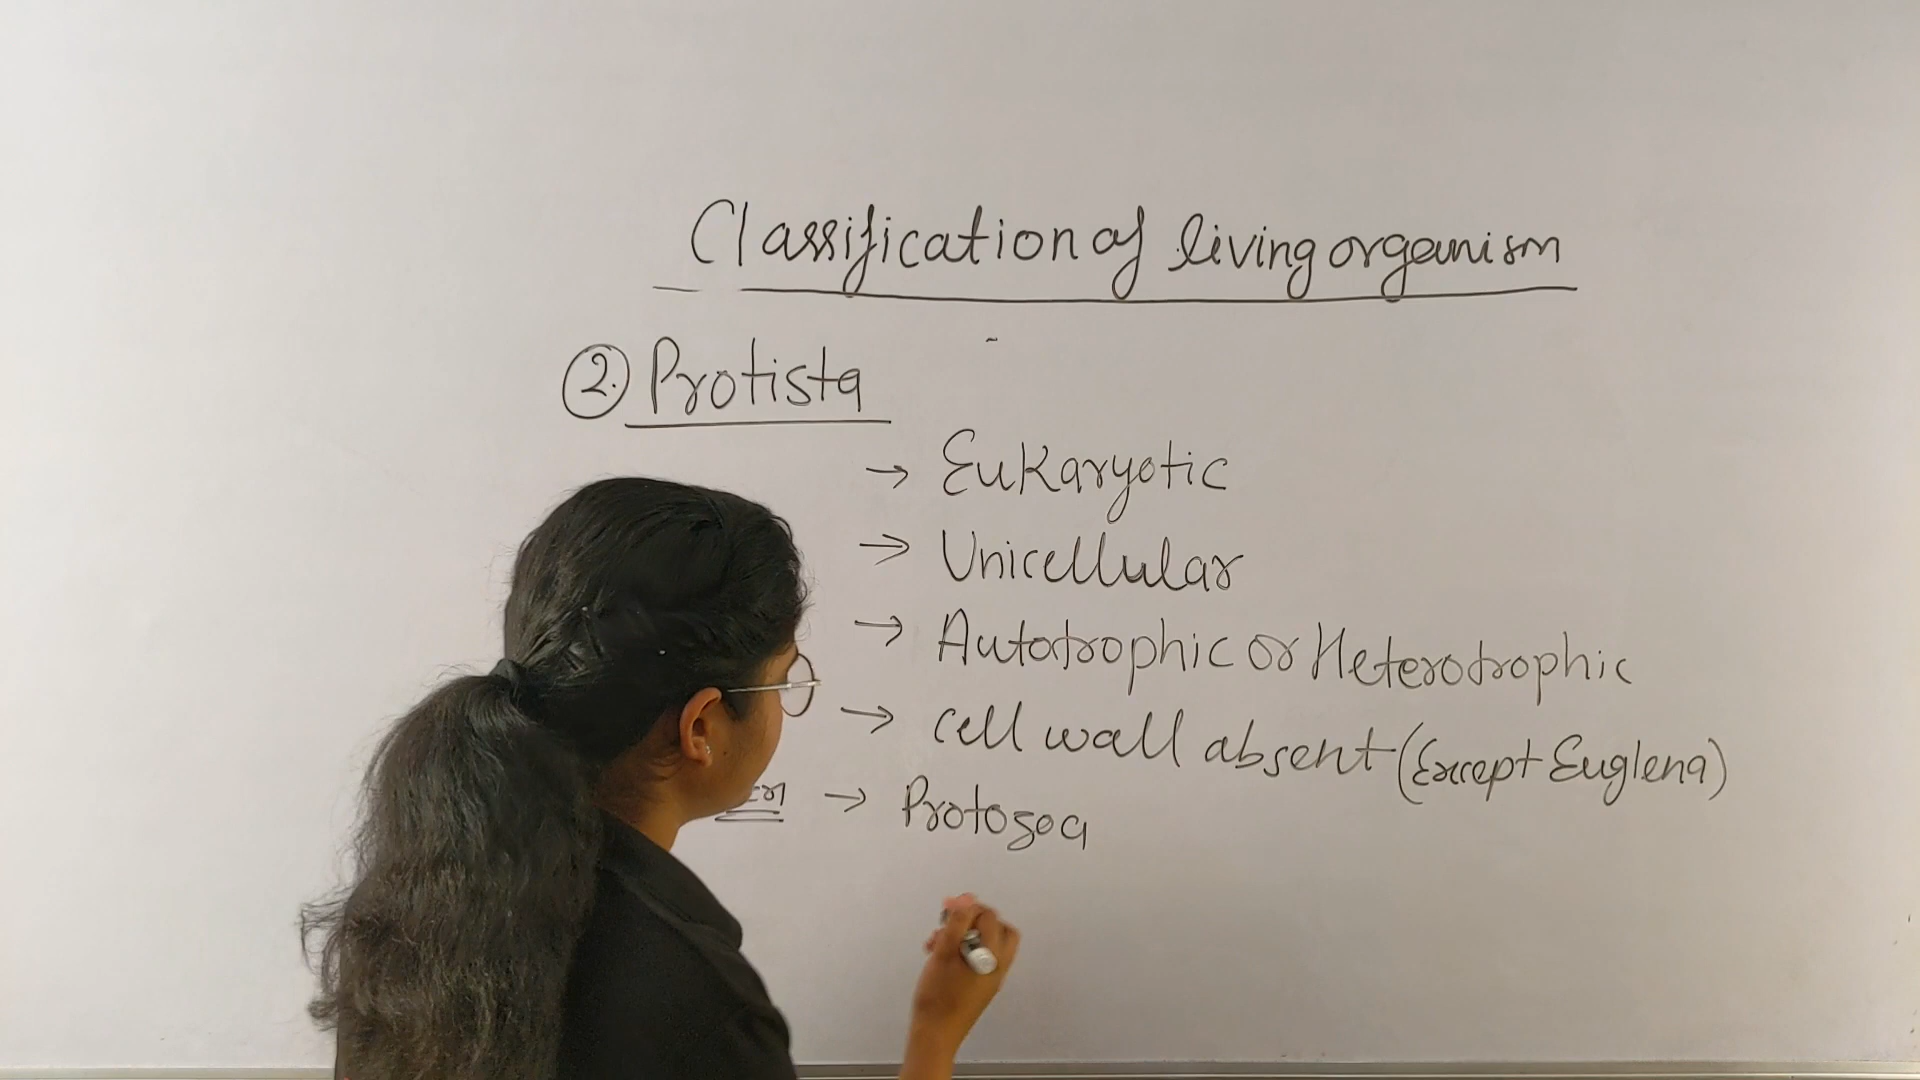 Classification of living organism
2. Protista
→ Eukaryotic
→ Unicellular
→ Autotrophic or Heterotrophic
→ Cell wall absent (Except Euglena)
→ Protozoa